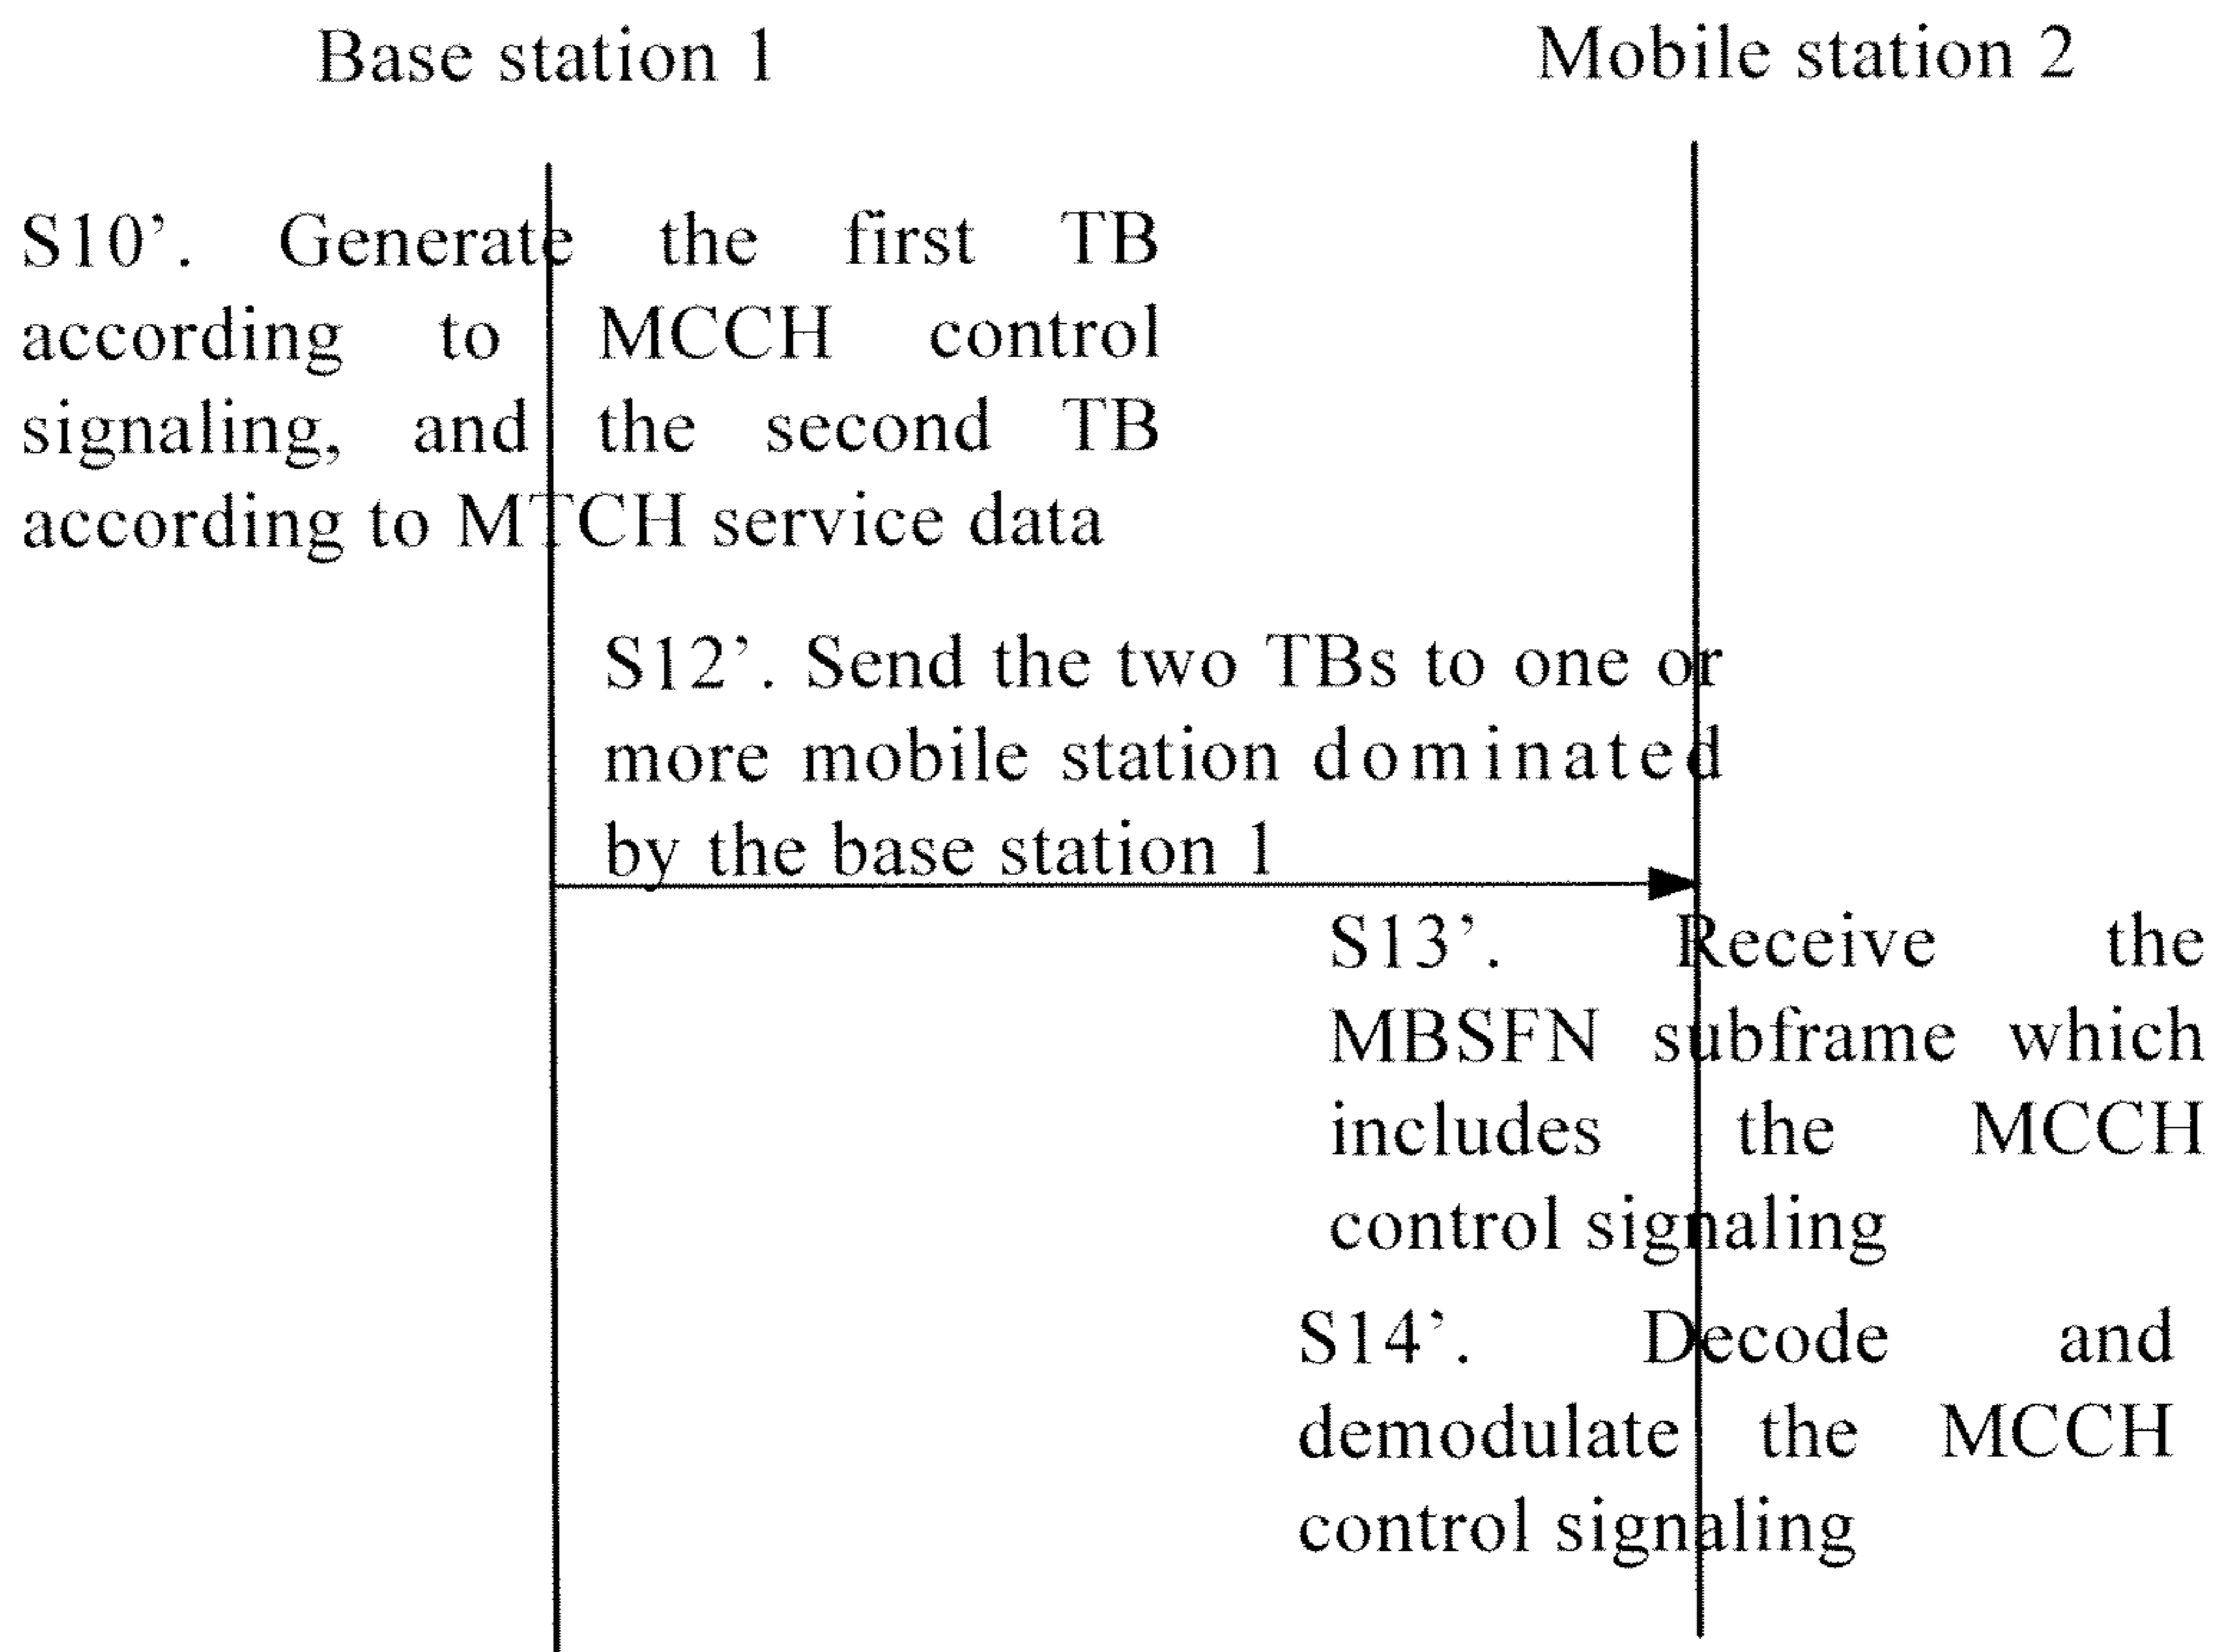 Base station 1
Mobile station 2
S10’. Generate the first TB
according to MCCH control
signaling, and the second TB
according to MTCH service data
S12’. Send the two TBs to one or
more mobile station dominated
by the base station 1
S13’. Receive the
MBSFN subframe which
includes the MCCH
control signaling
S14’. Decode and
demodulate the MCCH
control signaling